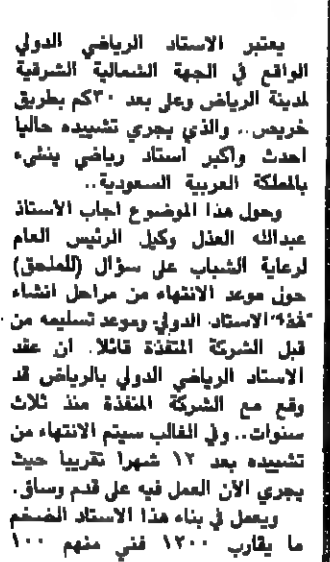 يعتبر الاستاد الرياضي الدولي
الواقع في الجهة الشمالية الشرقية
لمدينة الرياض وعلى بعد ٣٠كم بطريق
خريص.. والذي يجري تشييده حاليا
احدث واكبر استاد رياضي ينشىء
بالمملكة العربية السعودية..
وحول هذا الموضوع اجاب الأستاذ
عبدالله العذل وكيل الرئيس العام
لرعاية الشباب على سؤال (للملحق)
حول موعد الانتهاء من مراحل انشاء
هذا الاستاد الدولي وموعد تسليمه من
قبل الشركة المنفذة قائلا. ان عقد
الاستاد الرياضي الدولي بالرياض قد
وقع مع الشركة المنفذة منذ ثلاث
سنوات.. وفي الغالب سيتم الانتهاء من
تشييده بعد ١٢ شهرا تقريبا حيث
يجري الآن العمل فيه على قدم وساق.
ويعمل في بناء هذا الاستاد الضخم
ما يقارب ١٢٠٠ فني منهم ١٠٠